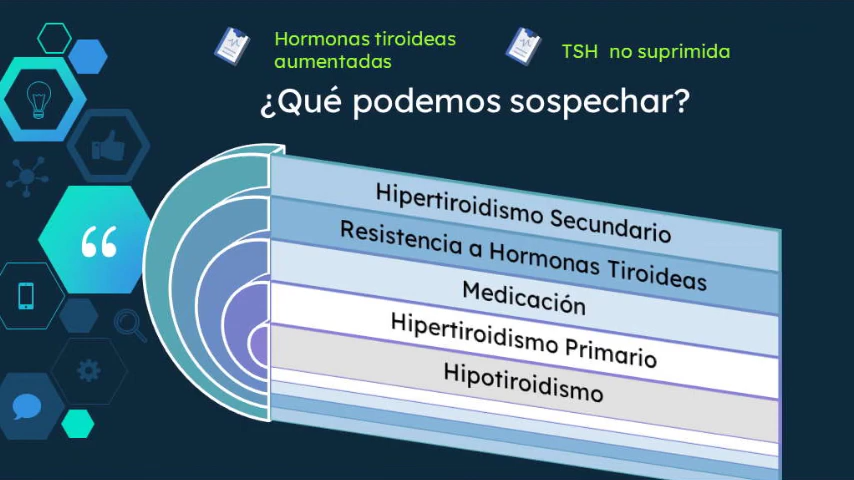 Hormonas tiroideas
aumentadas
TSH no suprimida
¿Qué podemos sospechar?
Hipertiroidismo Secundario
Resistencia a Hormonas Tiroideas
Medicación
Hipertiroidismo Primario
Hipotiroidismo